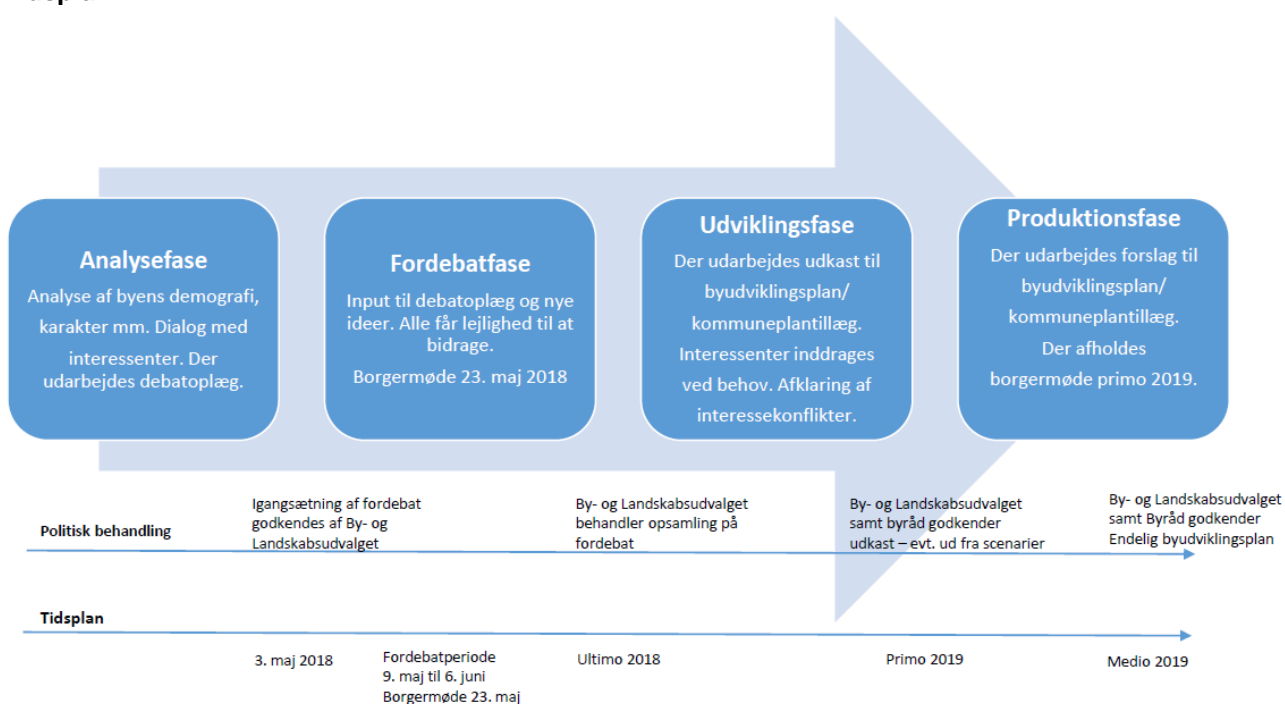 Analysefase
Analyse af byens demografi,
karakter mm. Dialog med
interessenter. Der
udarbejdes debatoplæg.
Fordebatfase
Input til debatoplæg og nye
ideer. Alle får lejlighed til at
bidrage.
Borgermøde 23. maj 2018
Udviklingsfase
Der udarbejdes udkast til
byudviklingsplan/
kommuneplantillæg.
Interessenter inddrages
ved behov. Afklaring af
interessekonflikter.
Produktionsfase
Der udarbejdes forslag til
byudviklingsplan/
kommuneplantillæg.
Der afholdes
borgermøde primo 2019.
Politisk behandling
Igangsætning af fordebat
godkendes af By- og
Landskabsudvalget
By- og Landskabsudvalget
behandler opsamling på
fordebat
By- og Landskabsudvalget
samt byråd godkender
udkast – evt. ud fra scenarier
By- og Landskabsudvalget
samt Byråd godkender
Endelig byudviklingsplan
Tidsplan
3. maj 2018
Fordebatperiode
9. maj til 6. juni
Borgermøde 23. maj
Ultimo 2018
Primo 2019
Medio 2019